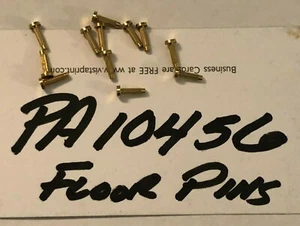 Business Cards are FREE at www.vistaprint.com
PA10456
FLOOR PINS